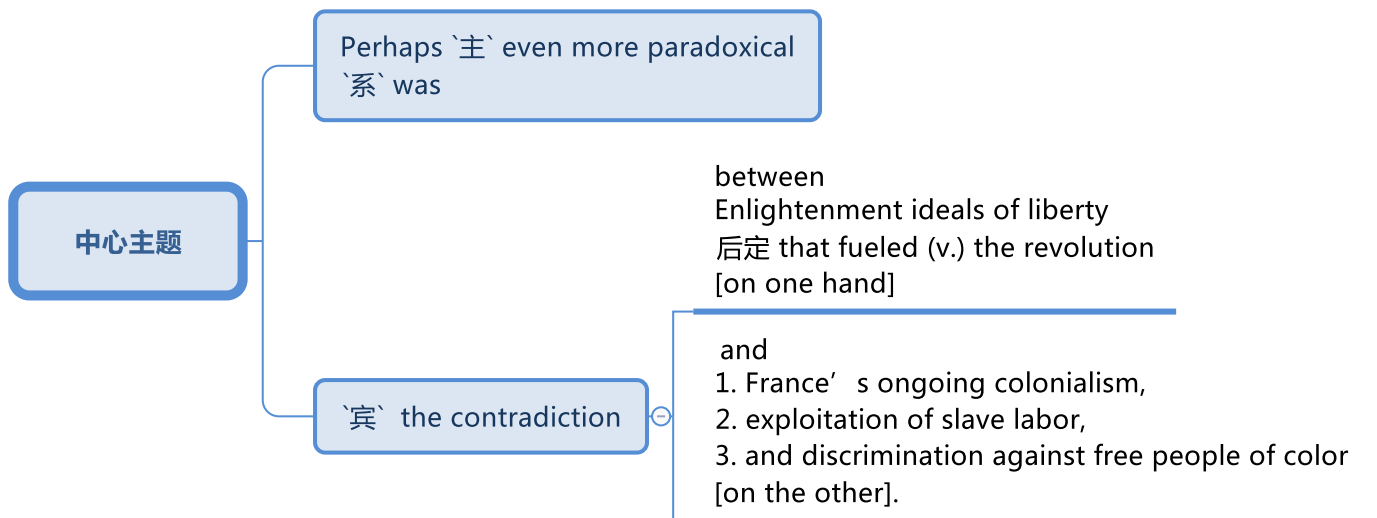 Perhaps `主` even more paradoxical
`系` was
between
Enlightenment ideals of liberty
后定 that fueled (v.) the revolution
[on one hand]
中心主题
and
1. France’s ongoing colonialism,
2. exploitation of slave labor,
3. and discrimination against free people of color
[on the other].
`宾` the contradiction